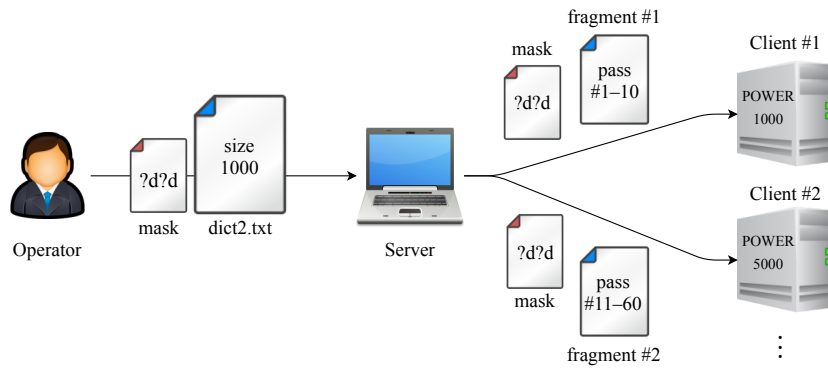 fragment #1
mask
?d?d
pass
#1–10
Client #1
POWER
1000
Operator
?d?d
mask
size
1000
dict2.txt
Server
?d?d
mask
pass
#11–60
fragment #2
Client #2
POWER
5000
⋮